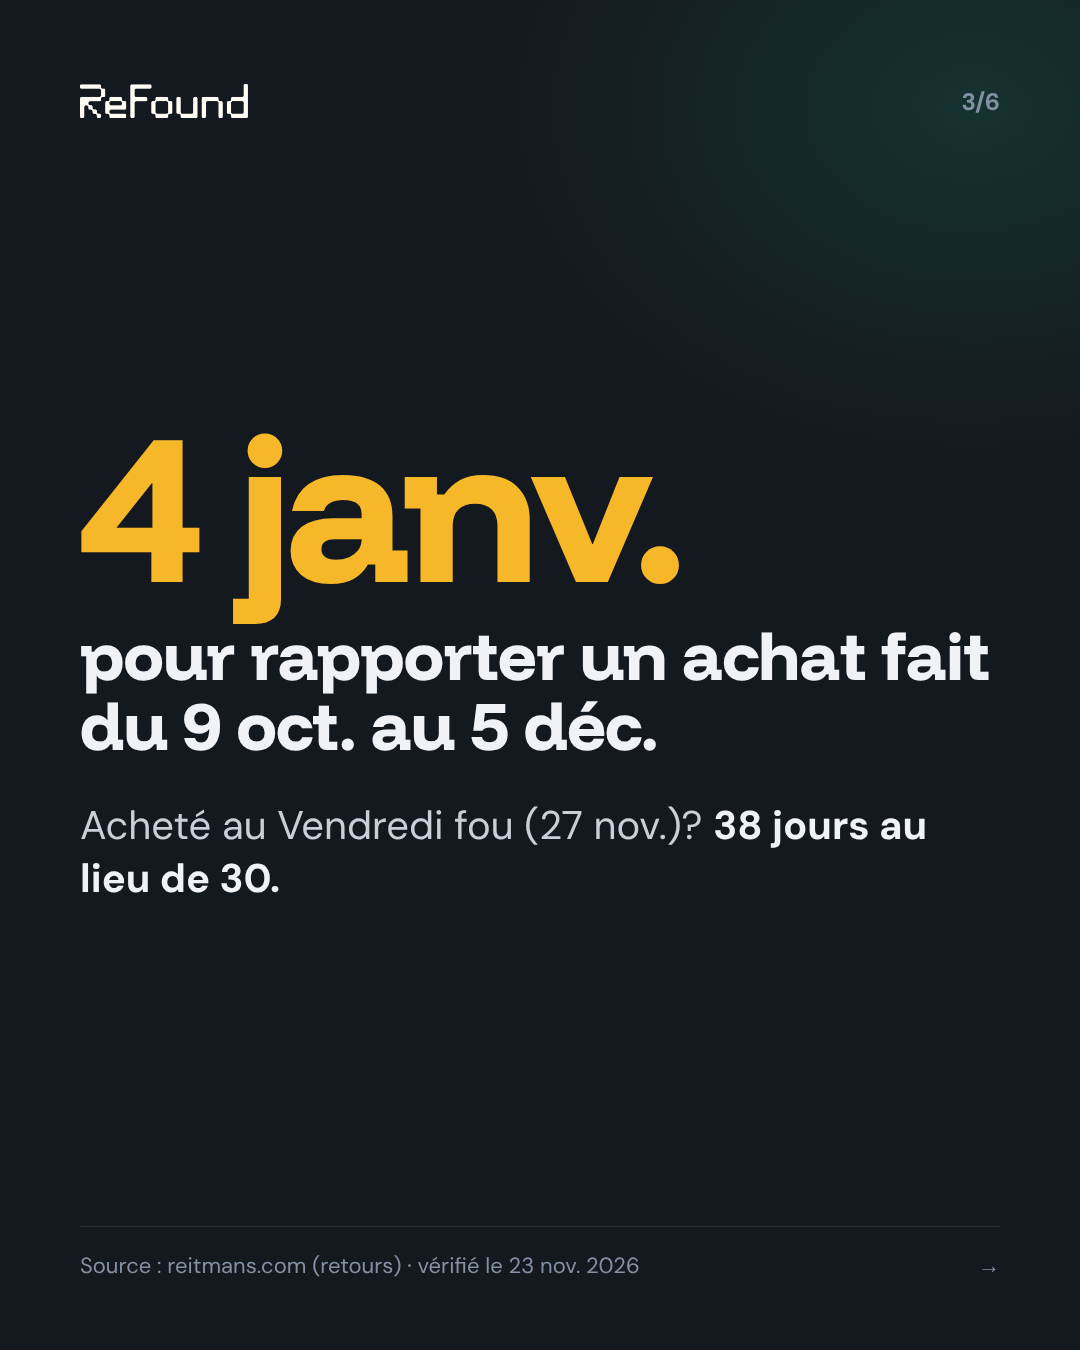 ReFound
3/6
4 janv.
pour rapporter un achat fait
du 9 oct. au 5 déc.
Acheté au Vendredi fou (27 nov.)? 38 jours au
lieu de 30.
Source : reitmans.com (retours) · vérifié le 23 nov. 2026
→